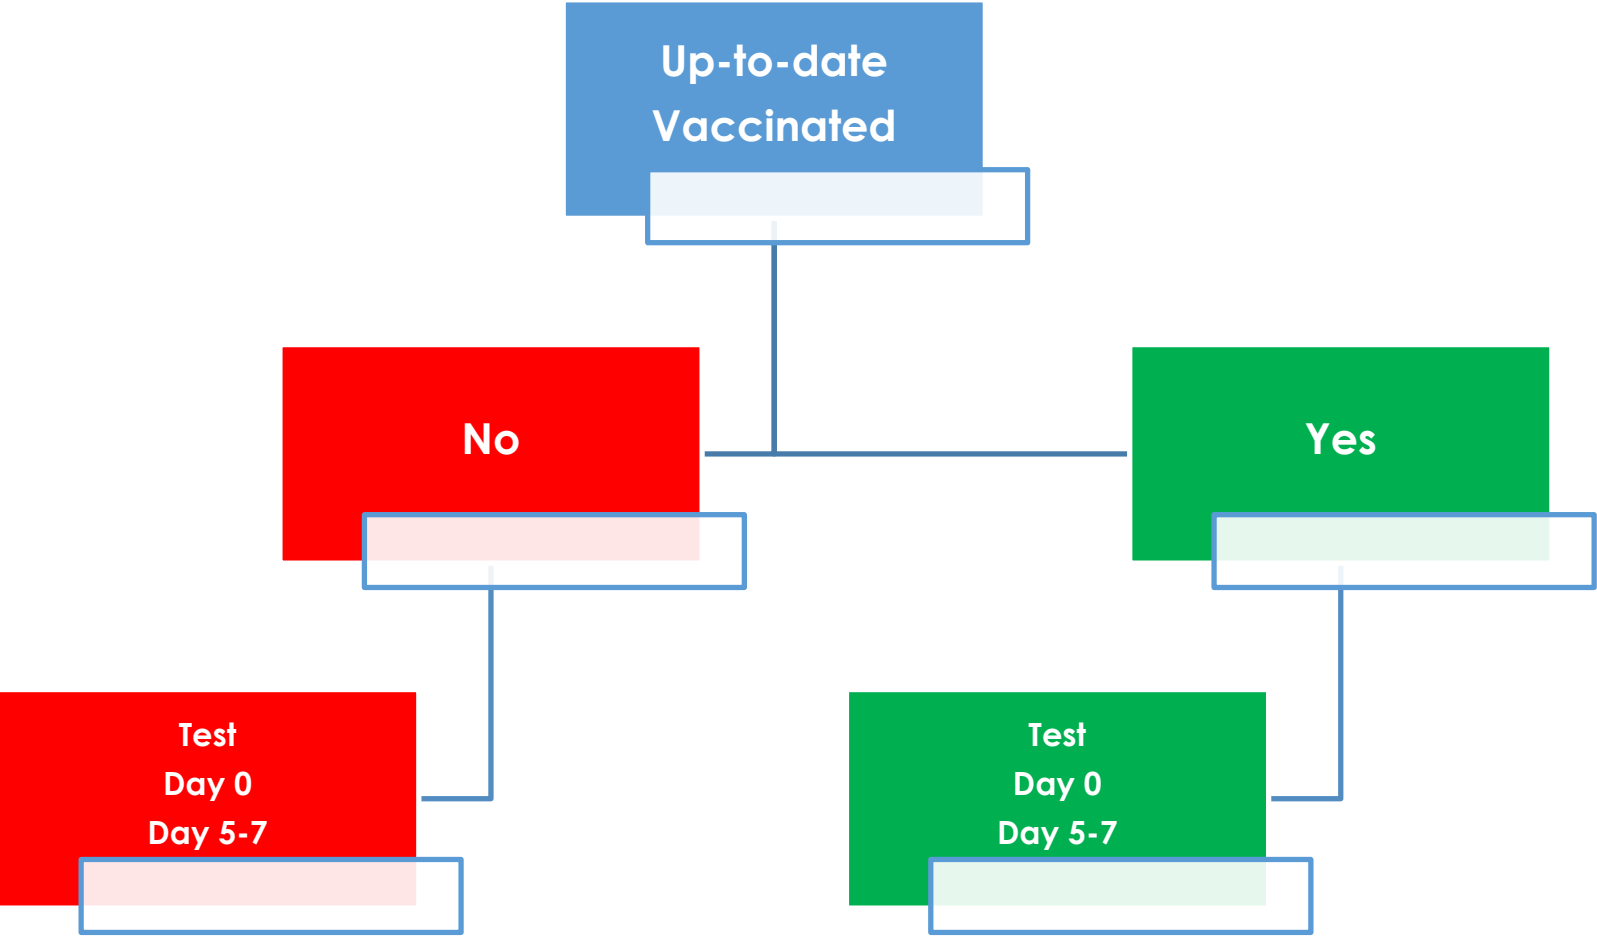 Up-to-date
Vaccinated
No
Yes
Test
Day 0
Day 5-7
Test
Day 0
Day 5-7